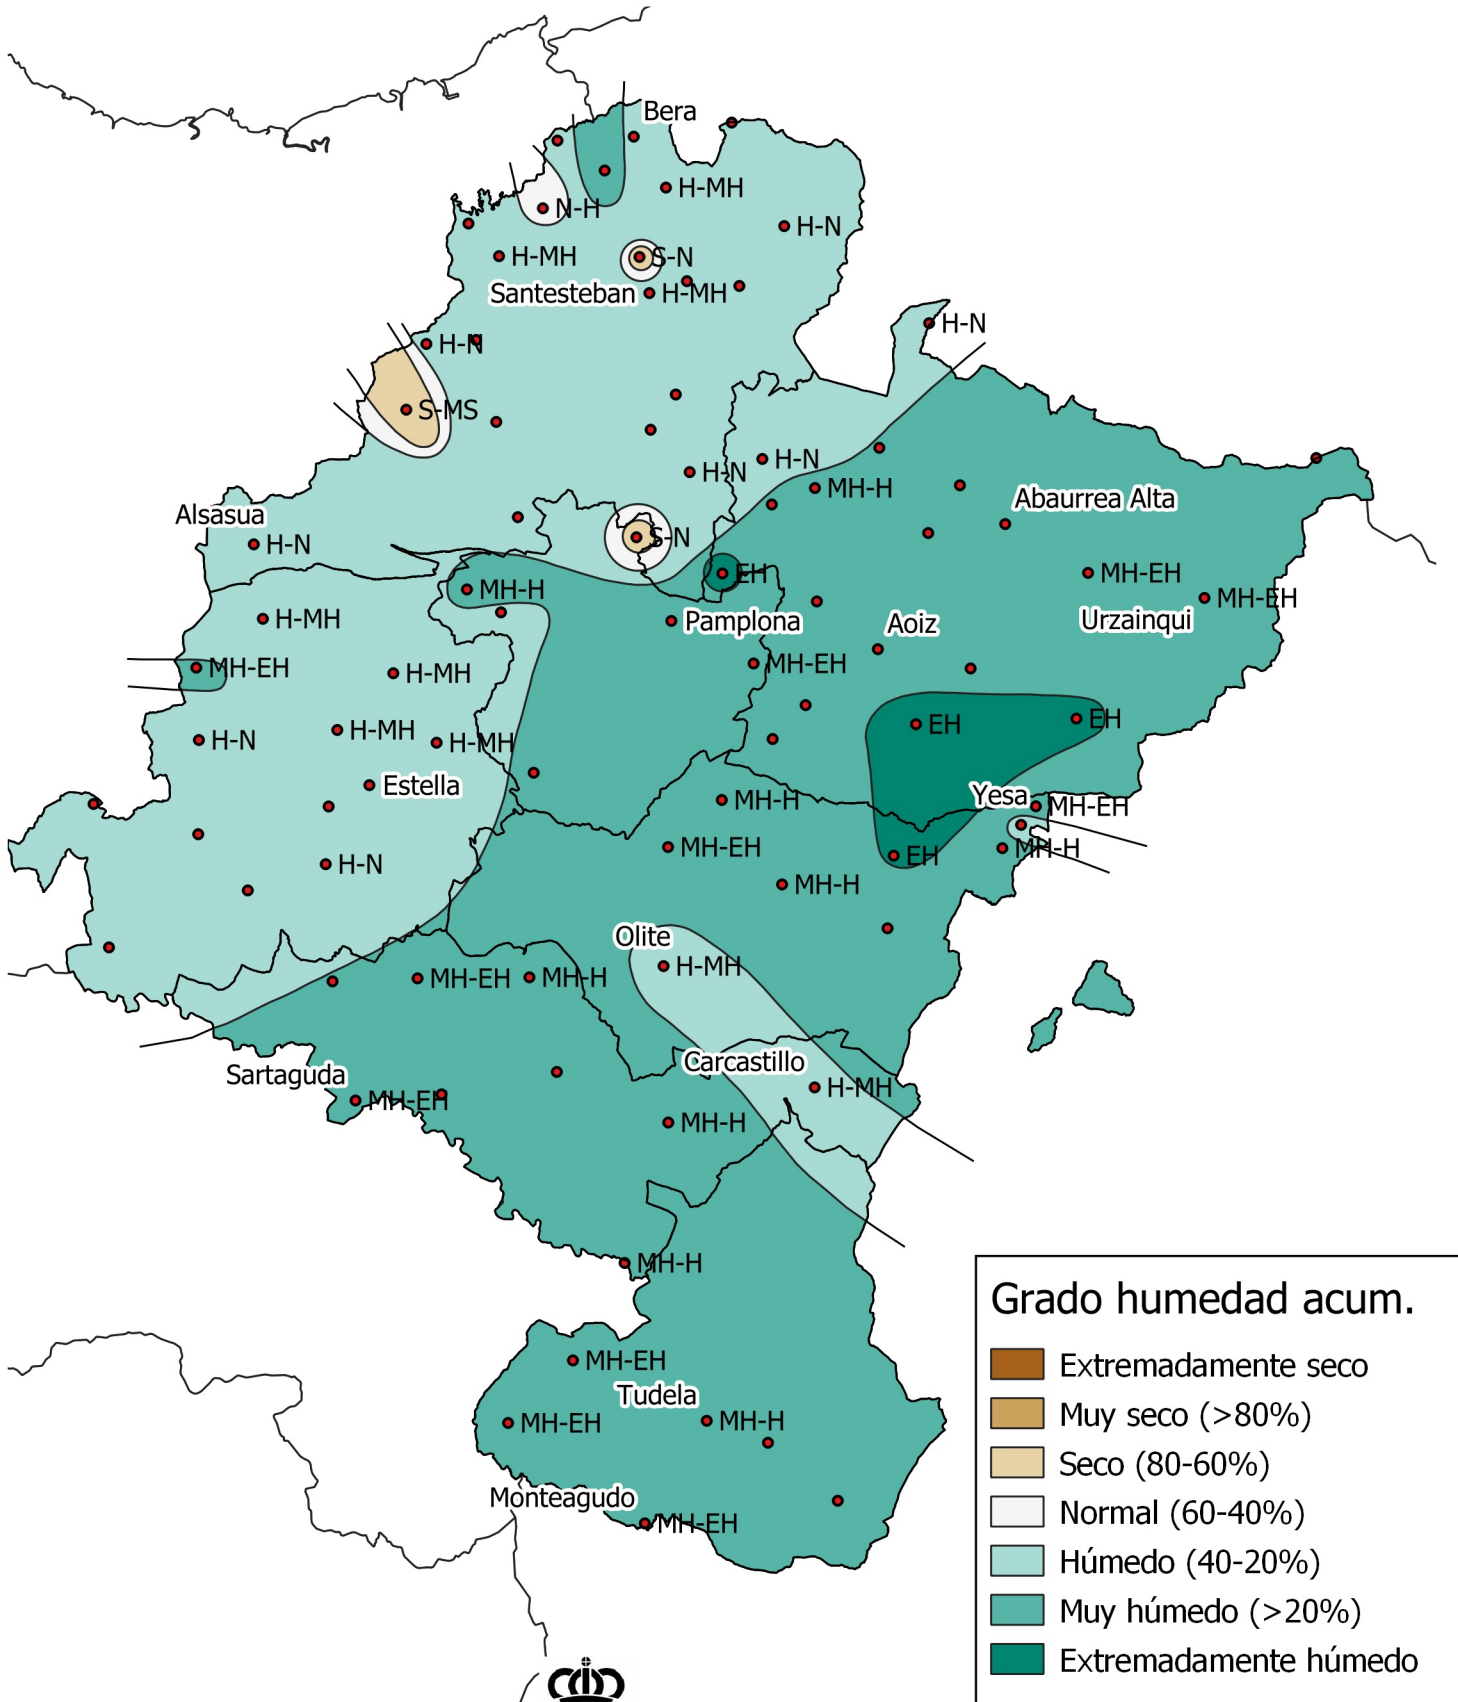 Bera
H-MH
N-H
H-N
H-MH
S-N
Santesteban
H-MH
H-N
H-N
S-MS
H-N
H-N
MH-H
Abaurrea Alta
Alsasua
S-N
H-N
EH
MH-EH
MH-H
MH-EH
H-MH
Pamplona
Aoiz
Urzainqui
MH-EH
MH-EH
H-MH
EH
EH
H-N
H-MH
H-MH
Estella
Yesa
MH-H
MH-EH
MH-EH
MH-H
EH
H-N
MH-H
Olite
H-MH
MH-EH
MH-H
Carcastillo
Sartaguda
H-MH
MH-EH
MH-H
MH-H
Grado humedad acum.
MH-EH
Extremadamente seco
Tudela
MH-EH
MH-H
Muy seco (>80%)
Seco (80-60%)
Monteagudo
Normal (60-40%)
MH-EH
Húmedo (40-20%)
Muy húmedo (>20%)
Extremadamente húmedo